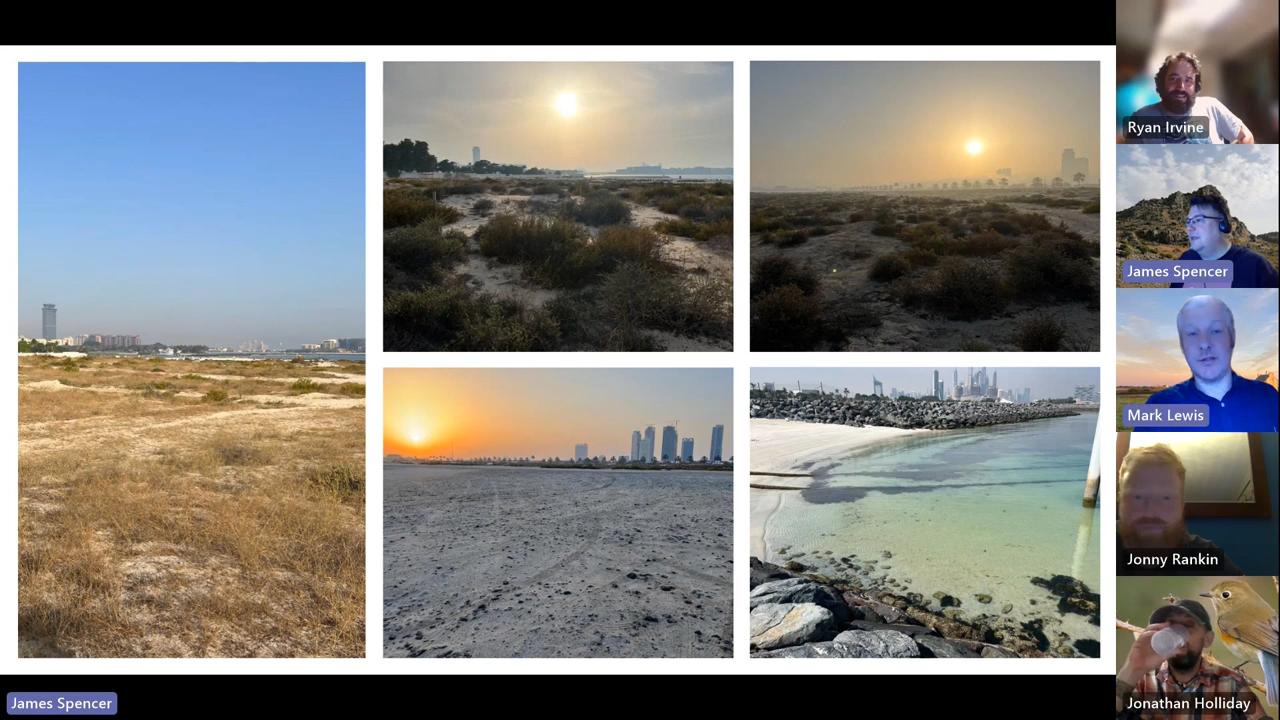 Ryan Irvine
James Spencer
Mark Lewis
Jonny Rankin
Jonathan Holliday
James Spencer